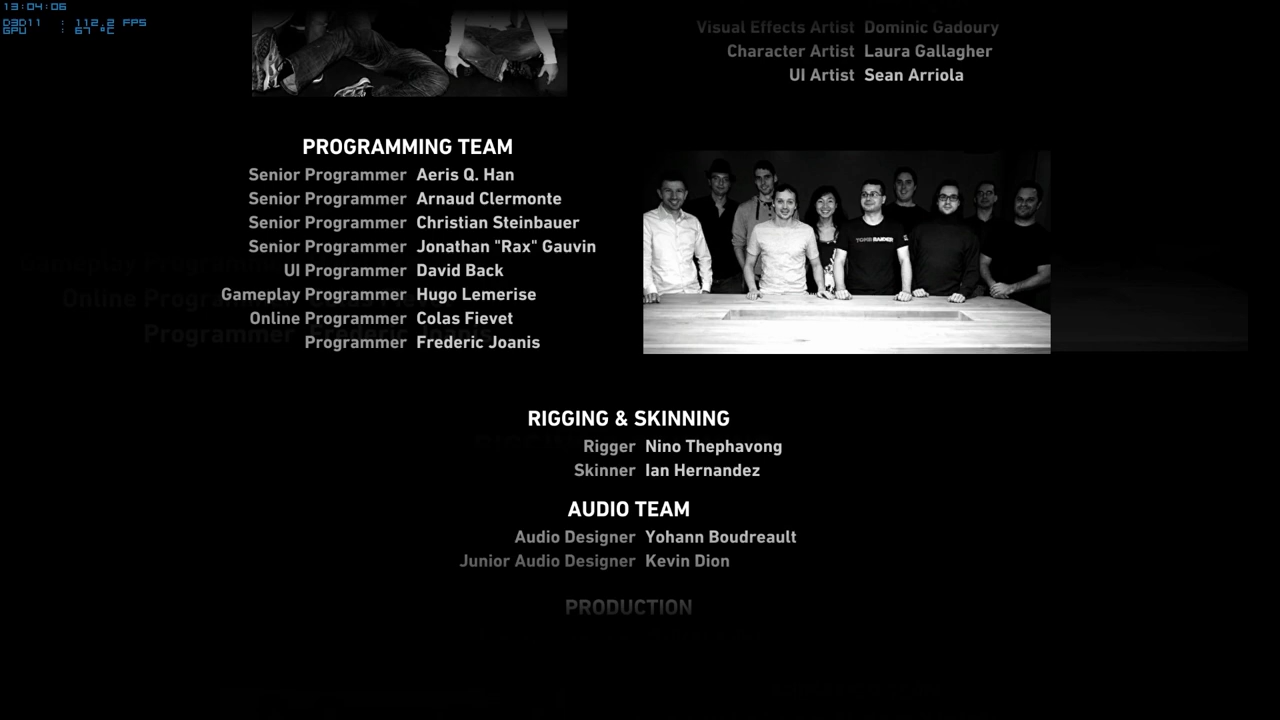 13:04:06
D3D11 : 112.2 FPS
GPU : 67 °C
Visual Effects Artist Dominic Gadoury
Character Artist Laura Gallagher
UI Artist Sean Arriola
PROGRAMMING TEAM
Senior Programmer Aeris Q. Han
Senior Programmer Arnaud Clermonte
Senior Programmer Christian Steinbauer
Senior Programmer Jonathan "Rax" Gauvin
UI Programmer David Back
Gameplay Programmer Hugo Lemerise
Online Programmer Colas Fievet
Programmer Frederic Joanis
TOMB RAIDER
RIGGING & SKINNING
Rigger Nino Thephavong
Skinner Ian Hernandez
AUDIO TEAM
Audio Designer Yohann Boudreault
Junior Audio Designer Kevin Dion
PRODUCTION